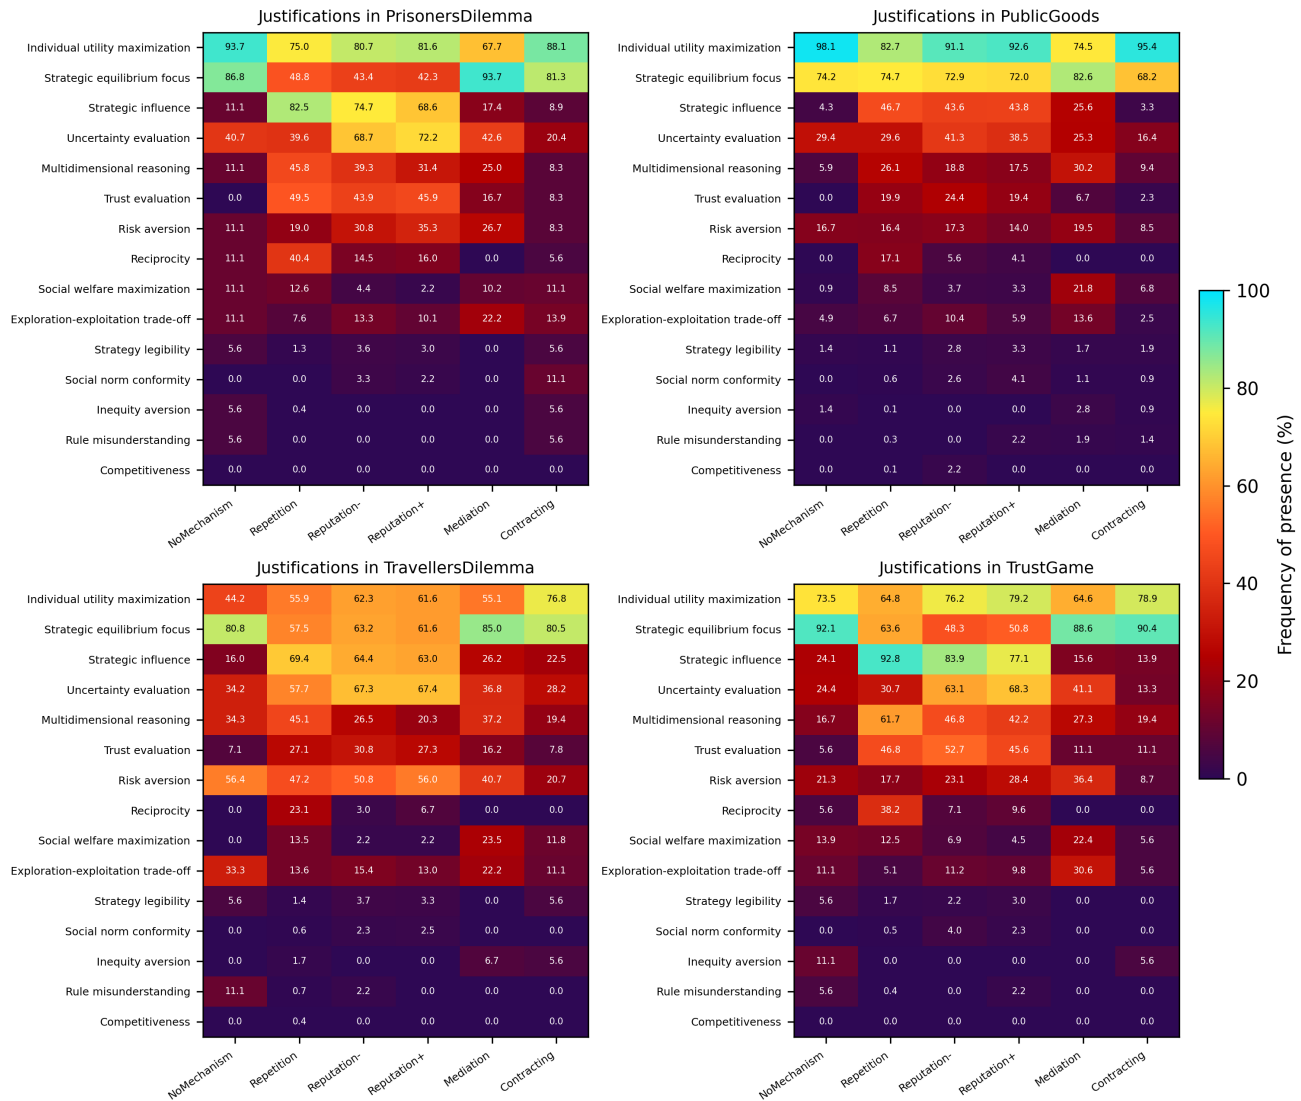 Justifications in PrisonersDilemma
Individual utility maximization 93.7 75.0 80.7 81.6 67.7 88.1
Strategic equilibrium focus 86.8 48.8 43.4 42.3 93.7 81.3
Strategic influence 11.1 82.5 74.7 68.6 17.4 8.9
Uncertainty evaluation 40.7 39.6 68.7 72.2 42.6 20.4
Multidimensional reasoning 11.1 45.8 39.3 31.4 25.0 8.3
Trust evaluation 0.0 49.5 43.9 45.9 16.7 8.3
Risk aversion 11.1 19.0 30.8 35.3 26.7 8.3
Reciprocity 11.1 40.4 14.5 16.0 0.0 5.6
Social welfare maximization 11.1 12.6 4.4 2.2 10.2 11.1
Exploration-exploitation trade-off 11.1 7.6 13.3 10.1 22.2 13.9
Strategy legibility 5.6 1.3 3.6 3.0 0.0 5.6
Social norm conformity 0.0 0.0 3.3 2.2 0.0 11.1
Inequity aversion 5.6 0.4 0.0 0.0 0.0 5.6
Rule misunderstanding 5.6 0.0 0.0 0.0 0.0 5.6
Competitiveness 0.0 0.0 0.0 0.0 0.0 0.0
NoMechanism Repetition Reputation- Reputation+ Mediation Contracting
Justifications in PublicGoods
Individual utility maximization 98.1 82.7 91.1 92.6 74.5 95.4
Strategic equilibrium focus 74.2 74.7 72.9 72.0 82.6 68.2
Strategic influence 4.3 46.7 43.6 43.8 25.6 3.3
Uncertainty evaluation 29.4 29.6 41.3 38.5 25.3 16.4
Multidimensional reasoning 5.9 26.1 18.8 17.5 30.2 9.4
Trust evaluation 0.0 19.9 24.4 19.4 6.7 2.3
Risk aversion 16.7 16.4 17.3 14.0 19.5 8.5
Reciprocity 0.0 17.1 5.6 4.1 0.0 0.0
Social welfare maximization 0.9 8.5 3.7 3.3 21.8 6.8
Exploration-exploitation trade-off 4.9 6.7 10.4 5.9 13.6 2.5
Strategy legibility 1.4 1.1 2.8 3.3 1.7 1.9
Social norm conformity 0.0 0.6 2.6 4.1 1.1 0.9
Inequity aversion 1.4 0.1 0.0 0.0 2.8 0.9
Rule misunderstanding 0.0 0.3 0.0 2.2 1.9 1.4
Competitiveness 0.0 0.1 2.2 0.0 0.0 0.0
NoMechanism Repetition Reputation- Reputation+ Mediation Contracting
Justifications in TravellersDilemma
Individual utility maximization 44.2 55.9 62.3 61.6 55.1 76.8
Strategic equilibrium focus 80.8 57.5 63.2 61.6 85.0 80.5
Strategic influence 16.0 69.4 64.4 63.0 26.2 22.5
Uncertainty evaluation 34.2 57.7 67.3 67.4 36.8 28.2
Multidimensional reasoning 34.3 45.1 26.5 20.3 37.2 19.4
Trust evaluation 7.1 27.1 30.8 27.3 16.2 7.8
Risk aversion 56.4 47.2 50.8 56.0 40.7 20.7
Reciprocity 0.0 23.1 3.0 6.7 0.0 0.0
Social welfare maximization 0.0 13.5 2.2 2.2 23.5 11.8
Exploration-exploitation trade-off 33.3 13.6 15.4 13.0 22.2 11.1
Strategy legibility 5.6 1.4 3.7 3.3 0.0 5.6
Social norm conformity 0.0 0.6 2.3 2.5 0.0 0.0
Inequity aversion 0.0 1.7 0.0 0.0 6.7 5.6
Rule misunderstanding 11.1 0.7 2.2 0.0 0.0 0.0
Competitiveness 0.0 0.4 0.0 0.0 0.0 0.0
NoMechanism Repetition Reputation- Reputation+ Mediation Contracting
Justifications in TrustGame
Individual utility maximization 73.5 64.8 76.2 79.2 64.6 78.9
Strategic equilibrium focus 92.1 63.6 48.3 50.8 88.6 90.4
Strategic influence 24.1 92.8 83.9 77.1 15.6 13.9
Uncertainty evaluation 24.4 30.7 63.1 68.3 41.1 13.3
Multidimensional reasoning 16.7 61.7 46.8 42.2 27.3 19.4
Trust evaluation 5.6 46.8 52.7 45.6 11.1 11.1
Risk aversion 21.3 17.7 23.1 28.4 36.4 8.7
Reciprocity 5.6 38.2 7.1 9.6 0.0 0.0
Social welfare maximization 13.9 12.5 6.9 4.5 22.4 5.6
Exploration-exploitation trade-off 11.1 5.1 11.2 9.8 30.6 5.6
Strategy legibility 5.6 1.7 2.2 3.0 0.0 0.0
Social norm conformity 0.0 0.5 4.0 2.3 0.0 0.0
Inequity aversion 11.1 0.0 0.0 0.0 0.0 5.6
Rule misunderstanding 5.6 0.4 0.0 2.2 0.0 0.0
Competitiveness 0.0 0.0 0.0 0.0 0.0 0.0
NoMechanism Repetition Reputation- Reputation+ Mediation Contracting
100
80
60
40
20
0
Frequency of presence (%)